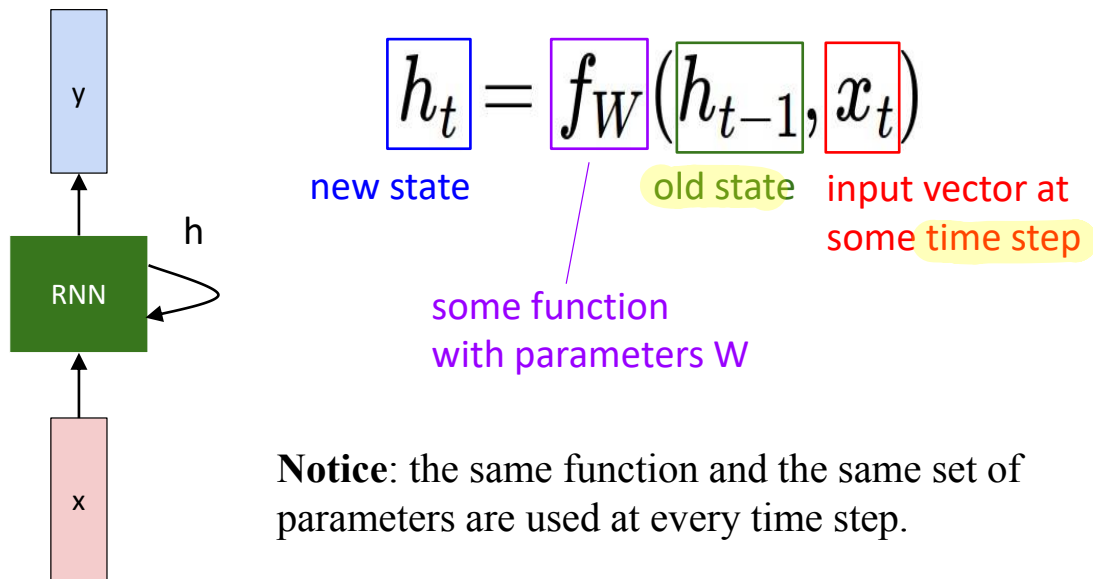 y
h
RNN
x
h_t = f_W(h_{t-1}, x_t)
new state
old state
input vector at
some time step
some function
with parameters W
Notice: the same function and the same set of
parameters are used at every time step.